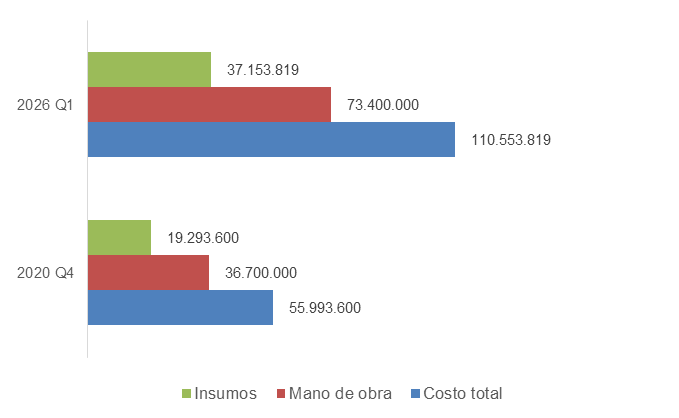 37.153.819
2026 Q1
73.400.000
110.553.819
19.293.600
2020 Q4
36.700.000
55.993.600
Insumos Mano de obra Costo total